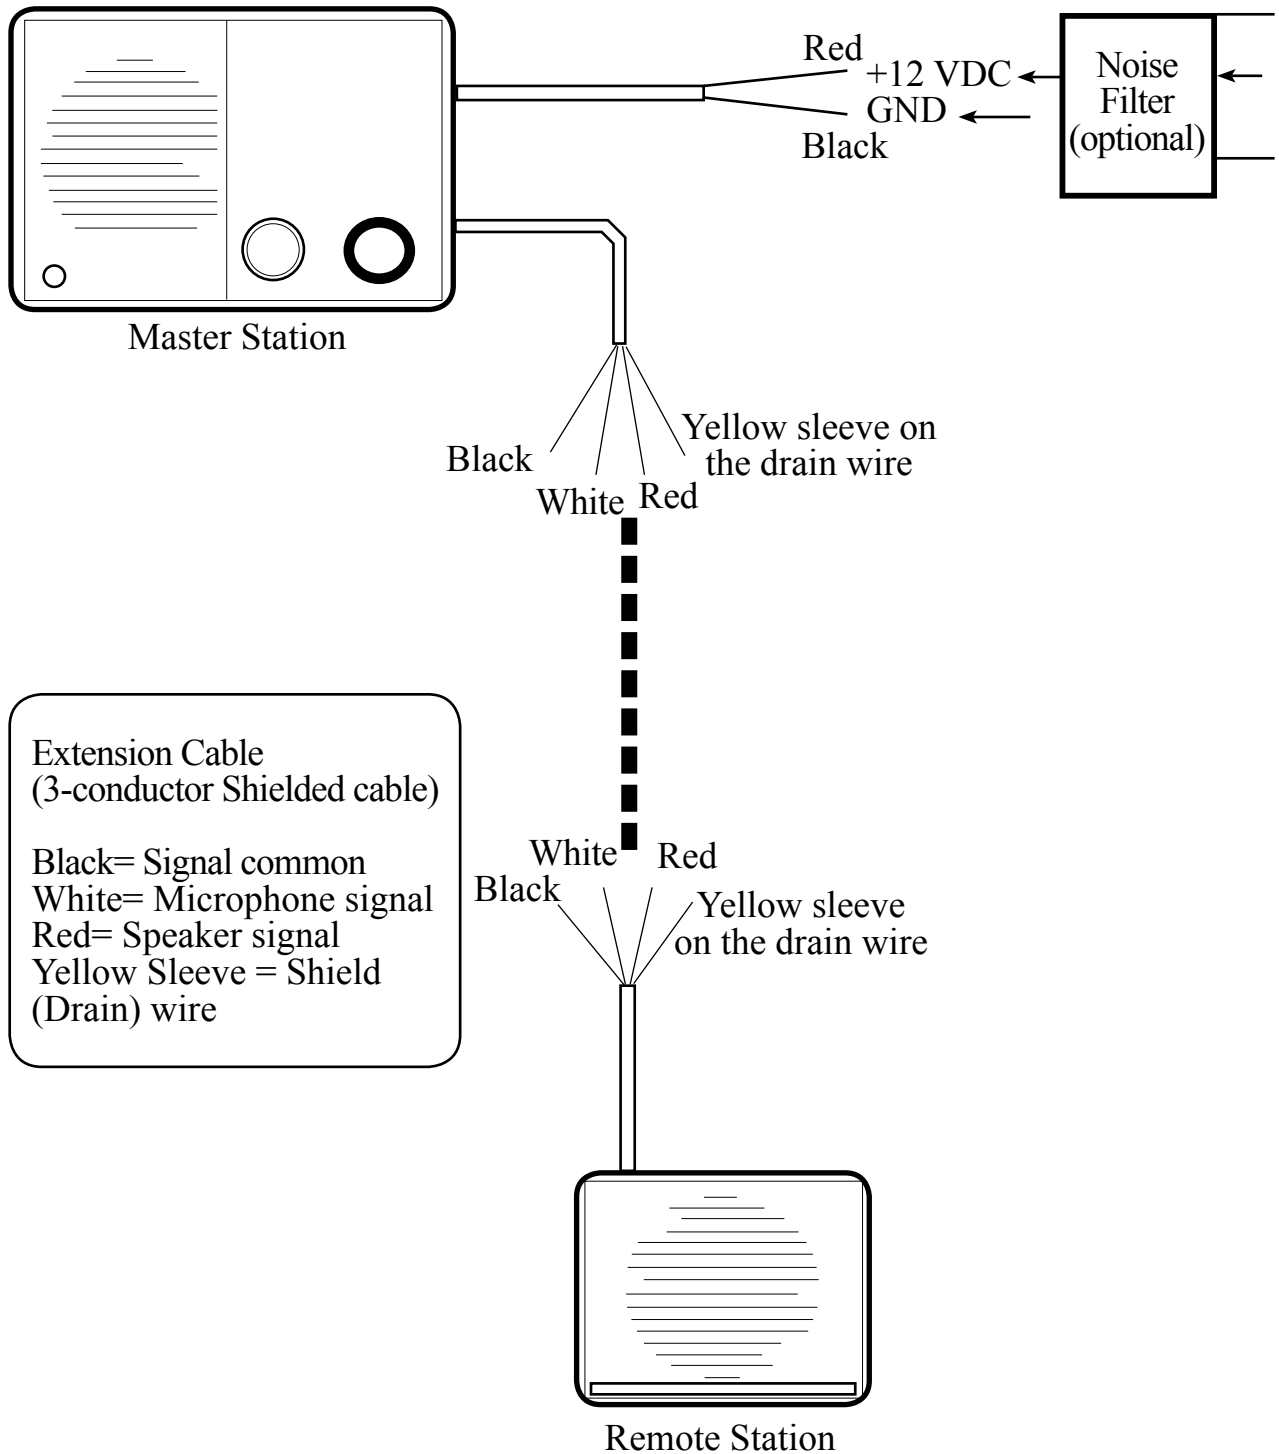 Red
+12 VDC
GND
Black
Noise
Filter
(optional)
Master Station
Black
White
Red
Yellow sleeve on
the drain wire
Extension Cable
(3-conductor Shielded cable)
Black= Signal common
White= Microphone signal
Red= Speaker signal
Yellow Sleeve = Shield
(Drain) wire
White
Red
Black
Yellow sleeve
on the drain wire
Remote Station